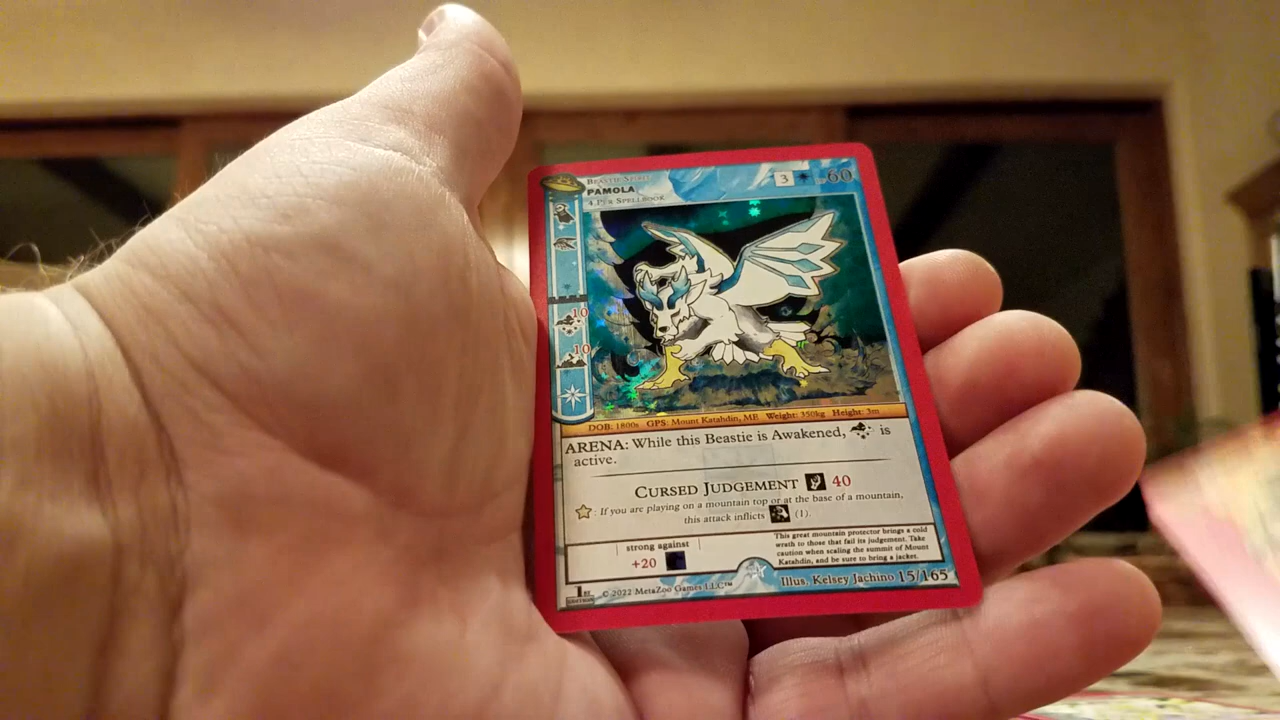 BEASTIE SPIRIT
PAMOLA
4 PER SPELLBOOK
3
60
10
10
DOB: 1800s GPS: Mount Katahdin, ME Weight: 350kg Height: 3m
ARENA: While this Beastie is Awakened, is
active.
CURSED JUDGEMENT 40
: If you are playing on a mountain top or at the base of a mountain,
this attack inflicts (1).
strong against
+20
This great mountain protector brings a cold
wrath to those that fail its judgement. Take
caution when scaling the summit of Mount
Katahdin, and be sure to bring a jacket.
Illus. Kelsey Jachino 15/165
1ST
EDITION
© 2022 MetaZoo Games LLC™